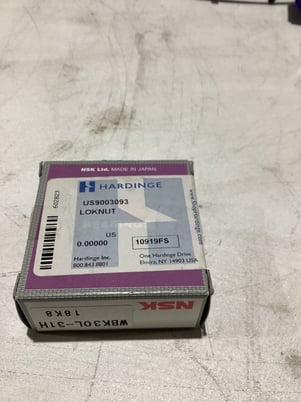 NSK Ltd. MADE IN JAPAN
HARDINGE
US9003093
LOKNUT
602823
US
0.00000
10919FS
Hardinge Inc.
800.843.8801
One Hardinge Drive
Elmira, NY 14903 USA
NSK
WBK30L-31H
18K8